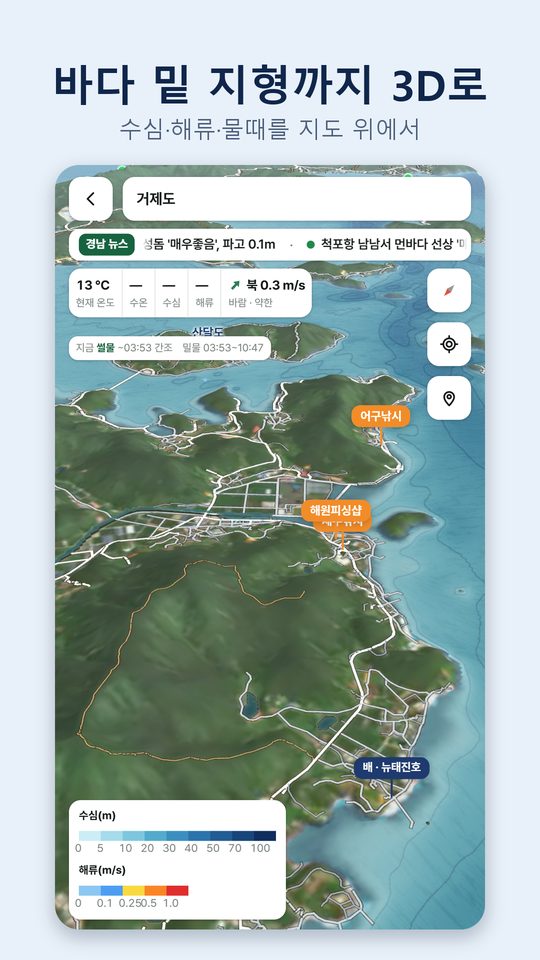 바다 밑 지형까지 3D로
수심·해류·물때를 지도 위에서
거제도
경남 뉴스 '매우좋음', 파고 0.1m · 척포항 남남서 먼바다 선상
13 °C — — — 북 0.3 m/s
현재 온도 수온 수심 해류 바람 · 약한
산달도
지금 썰물 ~03:53 간조 밀물 03:53~10:47
어구낚시
해원피싱샵
배 · 뉴태진호
수심(m)
0 5 10 20 30 40 50 70 100
해류(m/s)
0 0.1 0.25 0.5 1.0